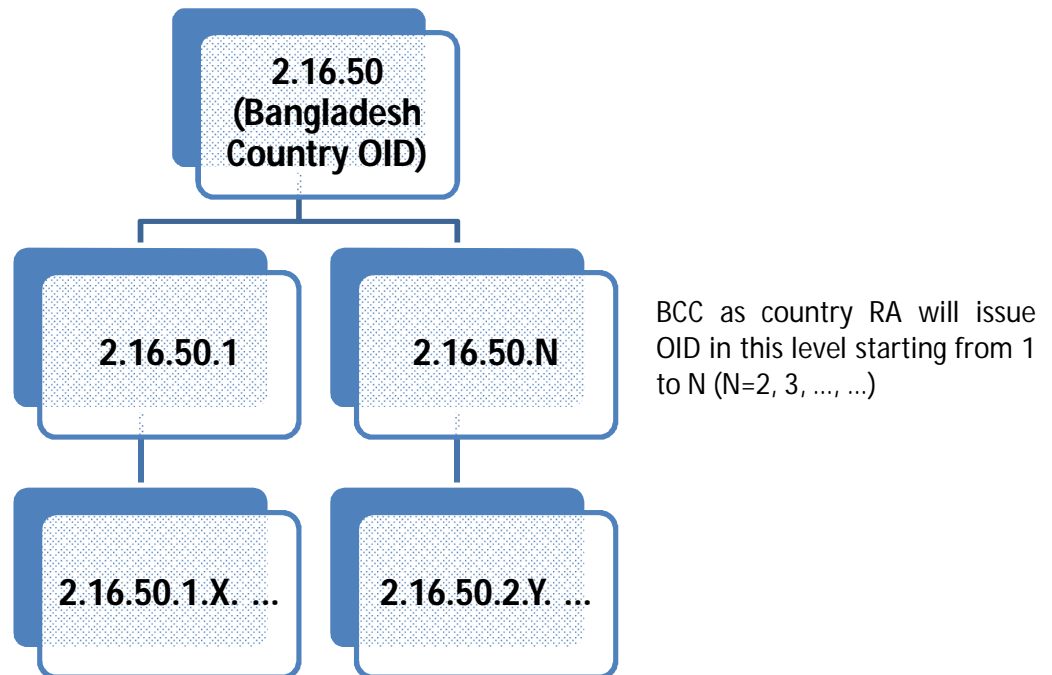 2.16.50
(Bangladesh
Country OID)
2.16.50.1
2.16.50.N
BCC as country RA will issue
OID in this level starting from 1
to N (N=2, 3, ..., ...)
2.16.50.1.X. ...
2.16.50.2.Y. ...